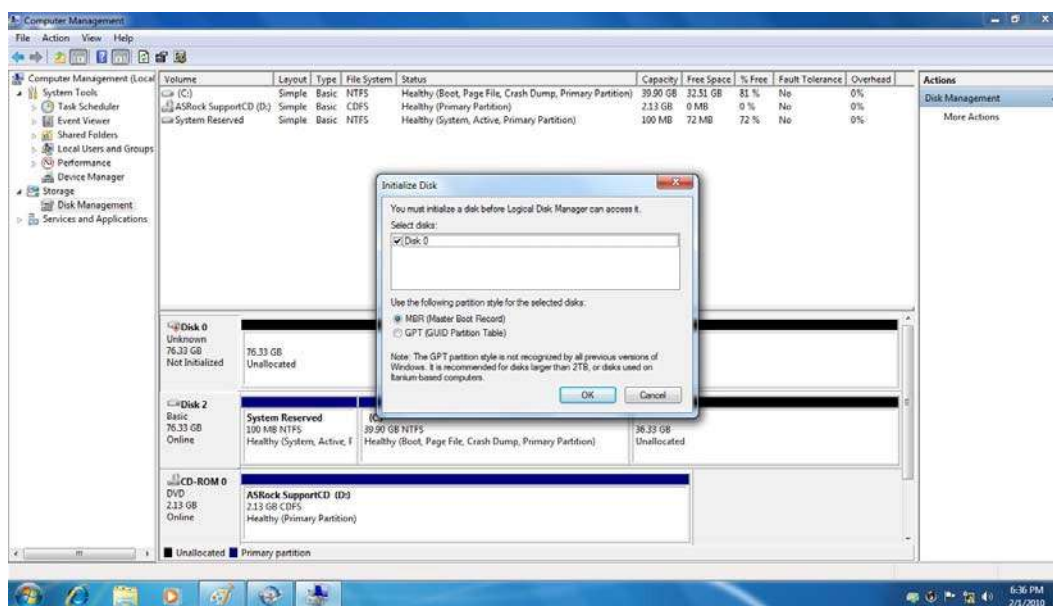 Computer Management
File Action View Help
Computer Management (Local
System Tools
Task Scheduler
Event Viewer
Shared Folders
Local Users and Groups
Performance
Device Manager
Storage
Disk Management
Services and Applications
Volume Layout Type File System Status Capacity Free Space % Free Fault Tolerance Overhead
(C:) Simple Basic NTFS Healthy (Boot, Page File, Crash Dump, Primary Partition) 39.90 GB 32.51 GB 81 % No 0%
ASRock SupportCD (D:) Simple Basic CDFS Healthy (Primary Partition) 2.13 GB 0 MB 0 % No 0%
System Reserved Simple Basic NTFS Healthy (System, Active, Primary Partition) 100 MB 72 MB 72 % No 0%
Actions
Disk Management
More Actions
Initialize Disk
You must initialize a disk before Logical Disk Manager can access it.
Select disks:
Disk 0
Use the following partition style for the selected disks:
MBR (Master Boot Record)
GPT (GUID Partition Table)
Note: The GPT partition style is not recognized by all previous versions of
Windows. It is recommended for disks larger than 2TB, or disks used on
Itanium-based computers.
OK Cancel
Disk 0
Unknown
76.33 GB
Not Initialized
76.33 GB
Unallocated
Disk 2
Basic
76.33 GB
Online
System Reserved
100 MB NTFS
Healthy (System, Active, F
(C:)
39.90 GB NTFS
Healthy (Boot, Page File, Crash Dump, Primary Partition)
36.33 GB
Unallocated
CD-ROM 0
DVD
2.13 GB
Online
ASRock SupportCD (D:)
2.13 GB CDFS
Healthy (Primary Partition)
Unallocated Primary partition
6:36 PM
2/1/2010